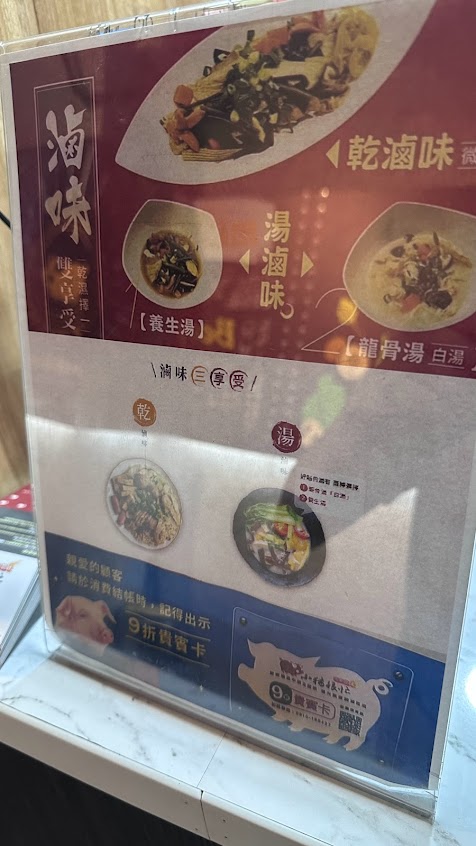 滷味
雙享受
乾濕擇一
乾滷味
湯滷味
【養生湯】
【龍骨湯 白湯】
滷味三享受
乾
湯
親愛的顧客
請於消費結帳時，記得出示
9折貴賓卡
9折
貴賓卡